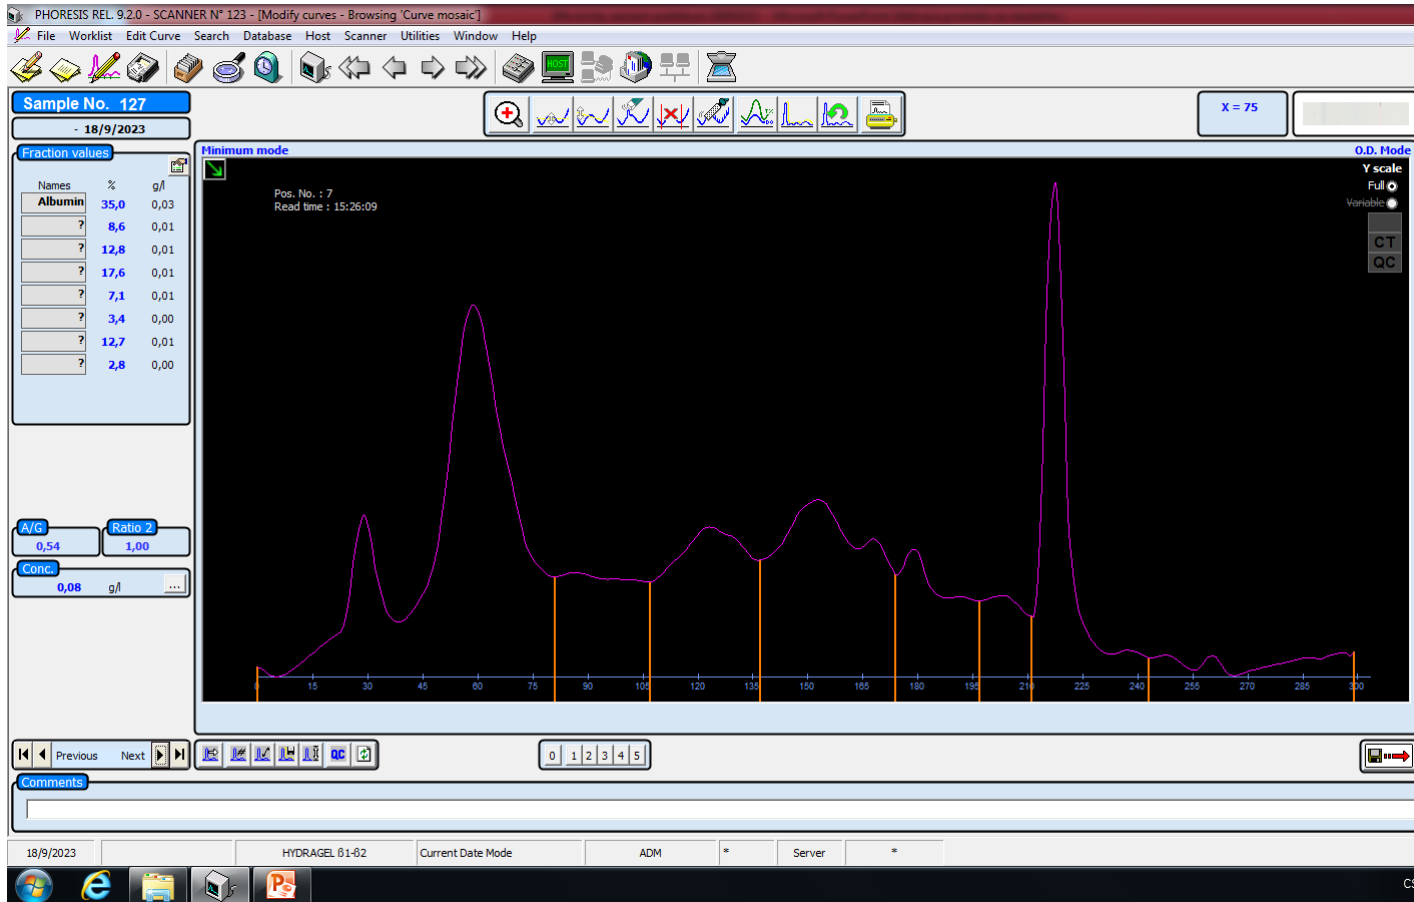 PHORESIS REL. 9.2.0 - SCANNER N° 123 - [Modify curves - Browsing 'Curve mosaic']
File Worklist Edit Curve Search Database Host Scanner Utilities Window Help
HOST
Sample No. 127
- 18/9/2023
X = 75
Fraction values
Names % g/l
Albumin 35,0 0,03
? 8,6 0,01
? 12,8 0,01
? 17,6 0,01
? 7,1 0,01
? 3,4 0,00
? 12,7 0,01
? 2,8 0,00
A/G Ratio 2
0,54 1,00
Conc.
0,08 g/l ...
Minimum mode O.D. Mode
Pos. No. : 7
Read time : 15:26:09
Y scale
Full
Variable
CT
QC
0 15 30 45 60 75 90 105 120 135 150 165 180 195 210 225 240 255 270 285 300
Previous Next QC 0 1 2 3 4 5
Comments
18/9/2023 HYDRAGEL ß1-ß2 Current Date Mode ADM * Server *
CS